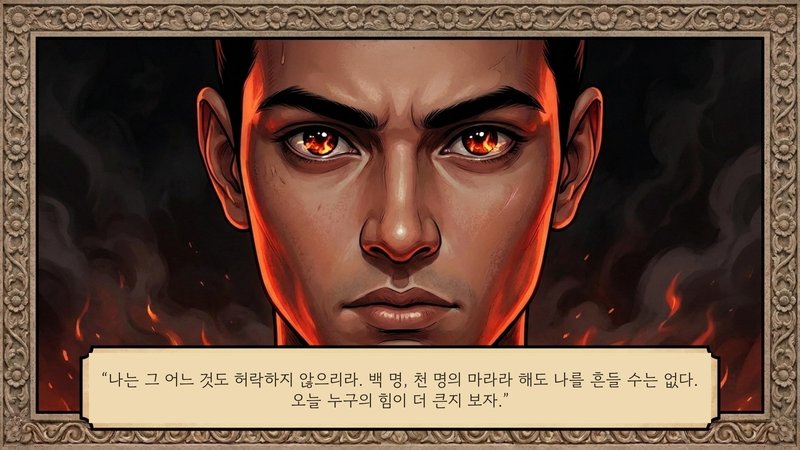 “나는 그 어느 것도 허락하지 않으리라. 백 명, 천 명의 마라라 해도 나를 흔들 수는 없다.
오늘 누구의 힘이 더 큰지 보자.”